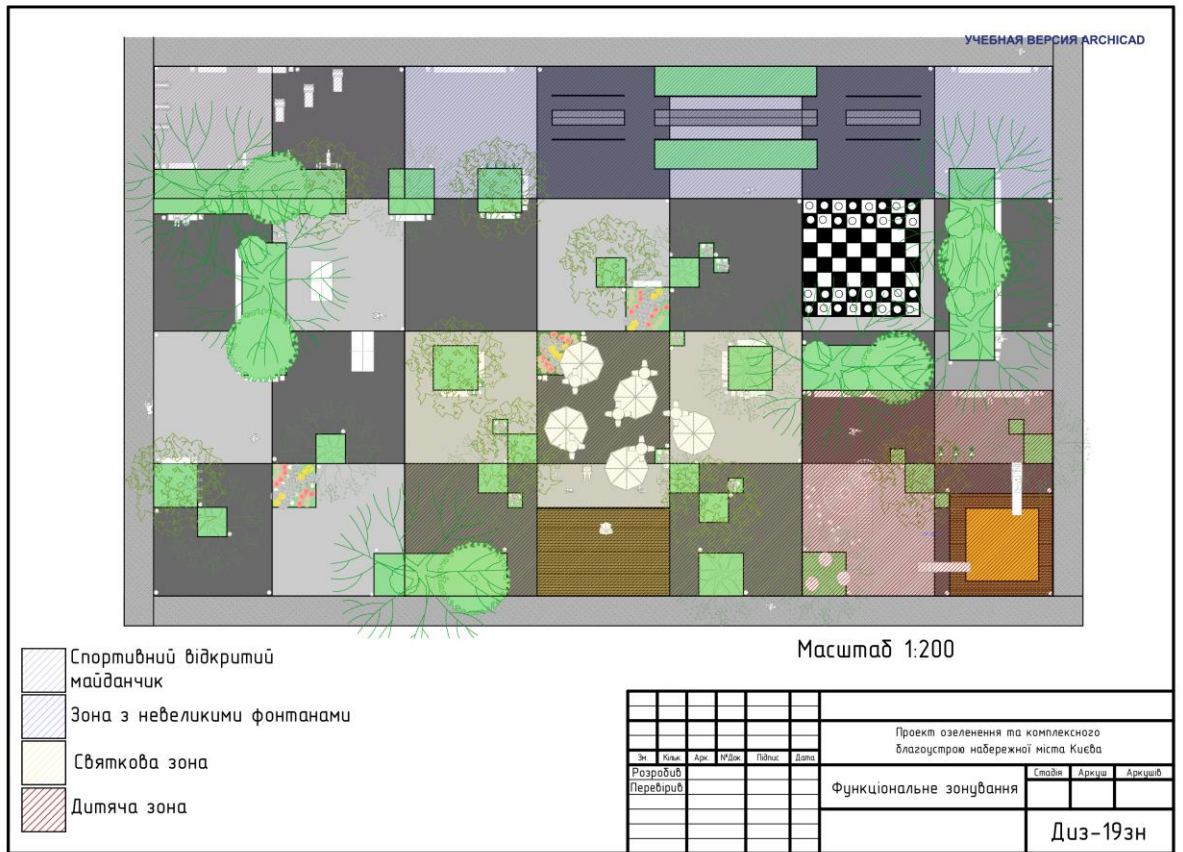 УЧЕБНАЯ ВЕРСИЯ ARCHICAD
Масштаб 1:200
Спортивний відкритий
майданчик
Зона з невеликими фонтанами
Святкова зона
Дитяча зона
Проект озеленення та комплексного
благоустрою набережної міста Києва
Зн. Кільк. Арк. №Док. Підпис Дата
Розробив
Перевірив
Функціональне зонування
Стадія Аркуш Аркушів
Диз-19зн